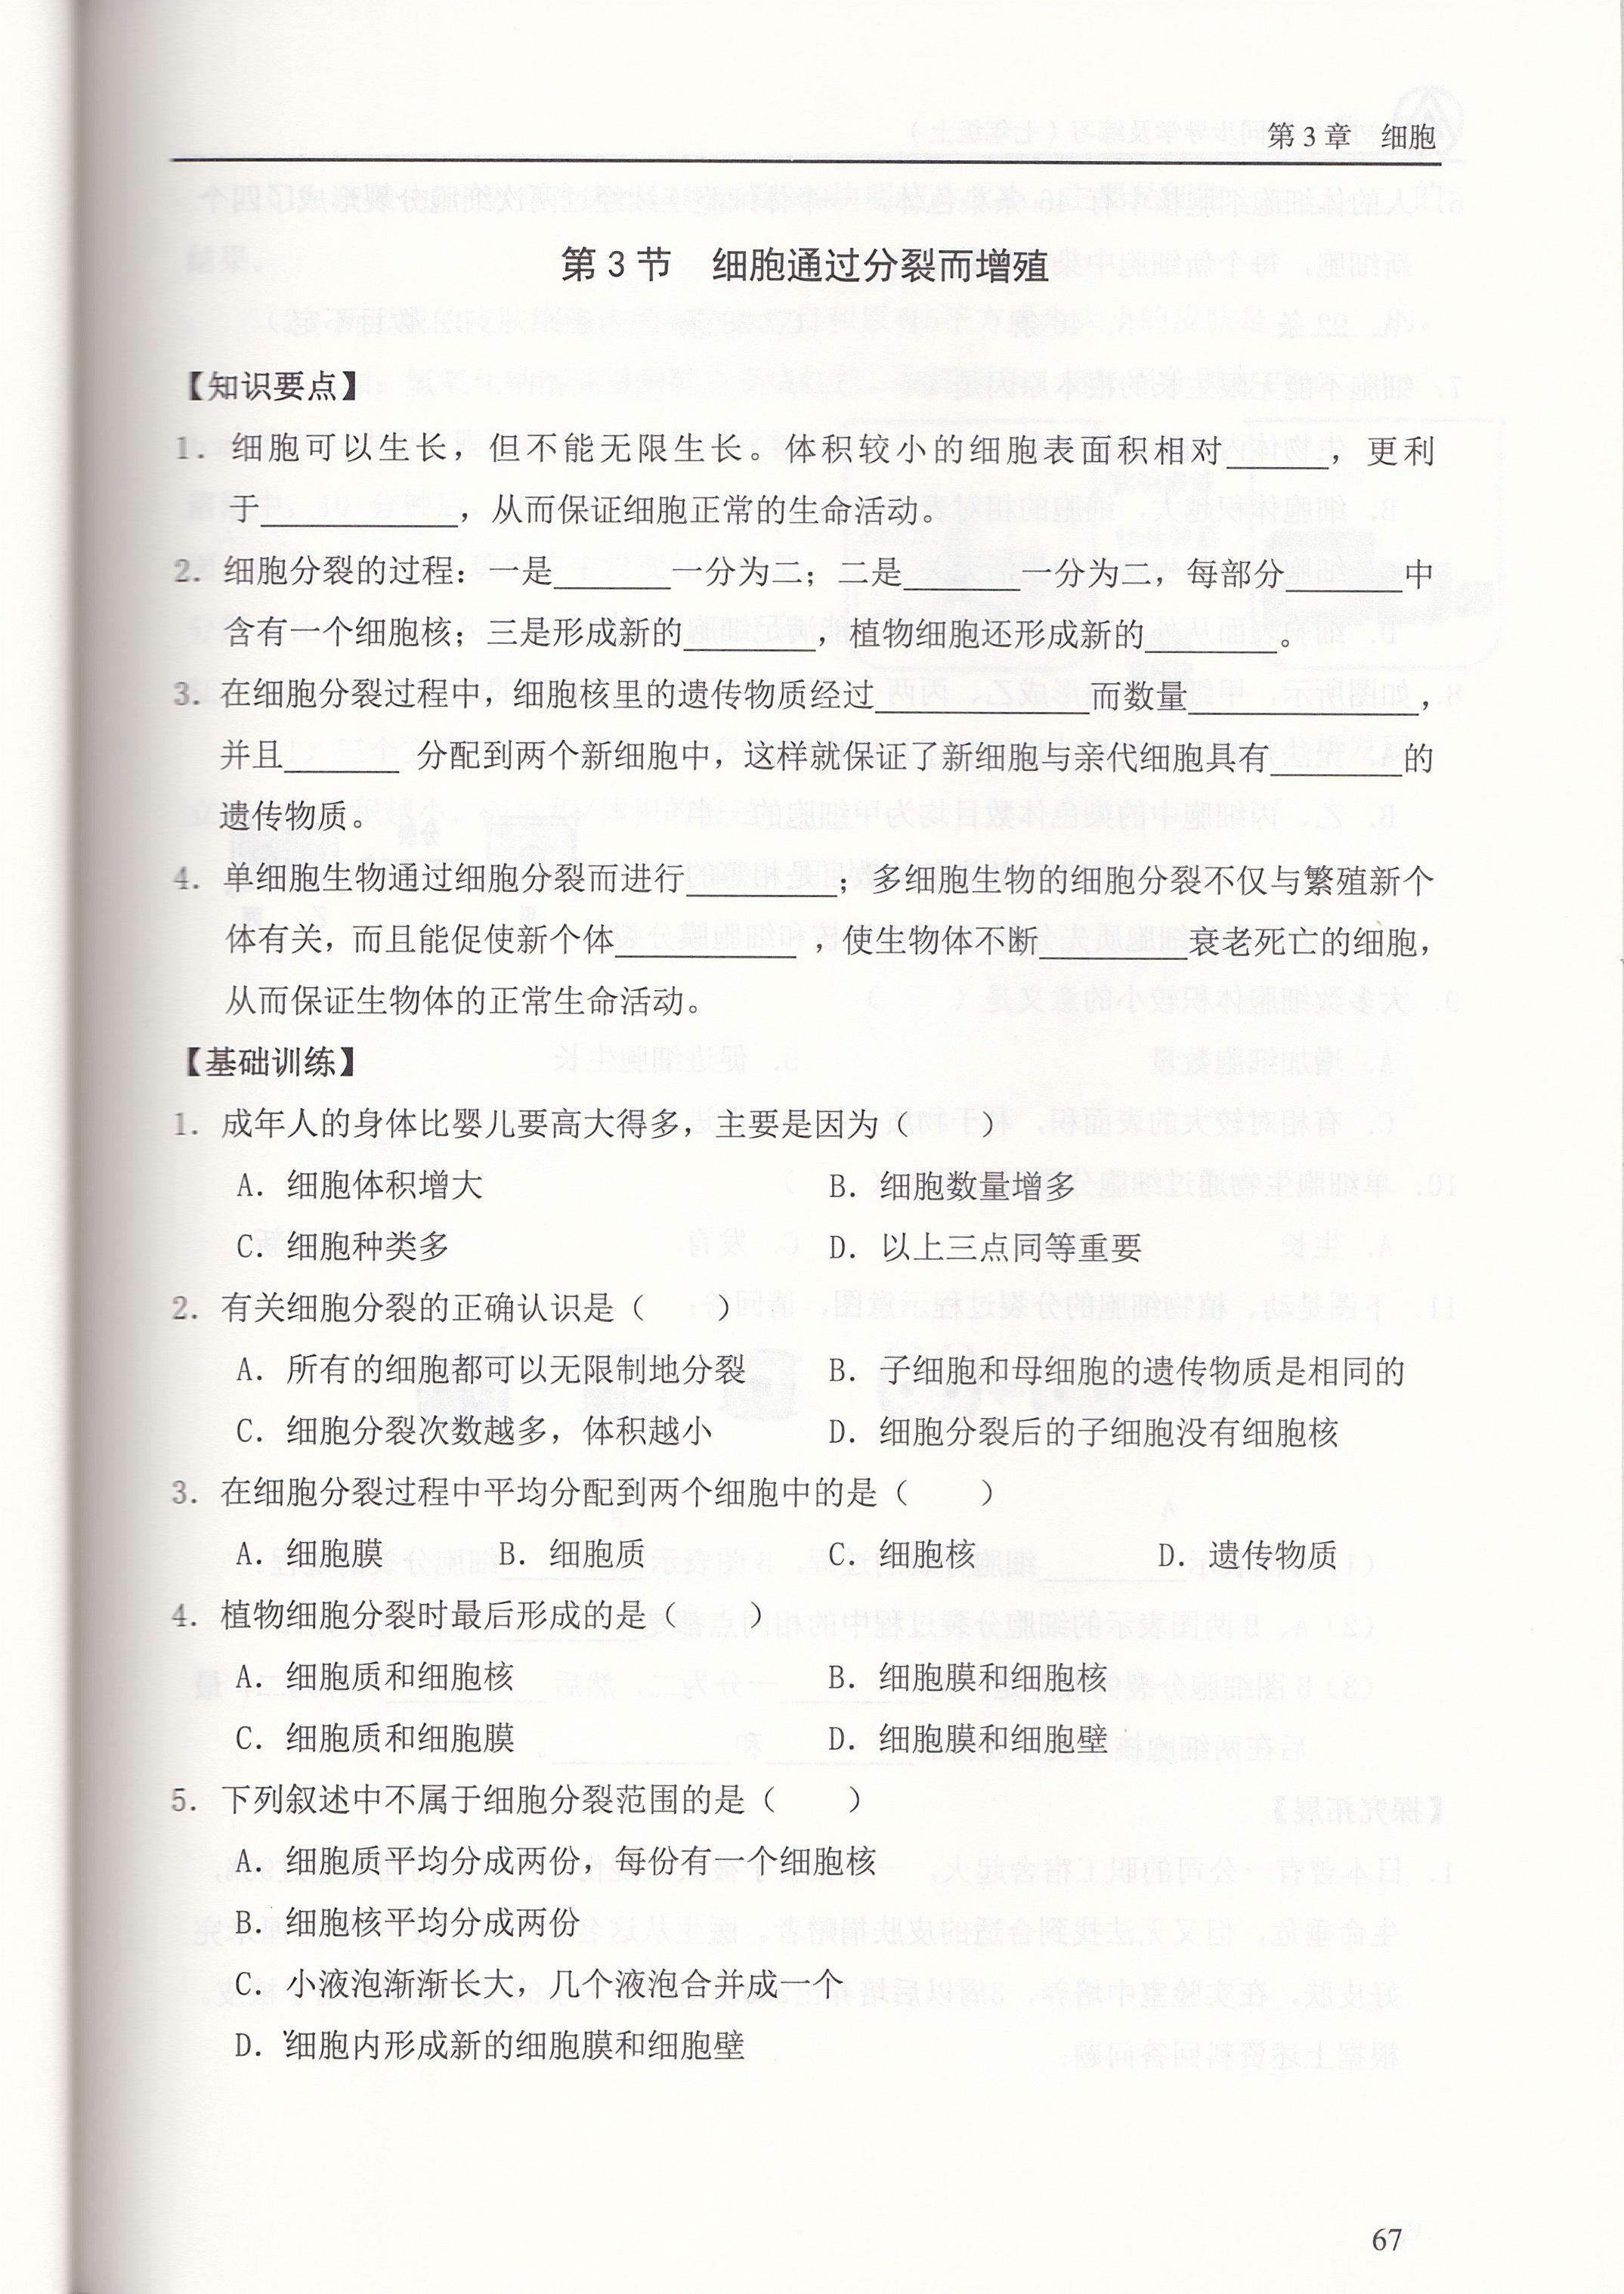 第 3 章　细胞
第 3 节　细胞通过分裂而增殖
【知识要点】
1. 细胞可以生长，但不能无限生长。体积较小的细胞表面积相对______，更利
于____________，从而保证细胞正常的生命活动。
2. 细胞分裂的过程：一是_______一分为二；二是_______一分为二，每部分_______中
含有一个细胞核；三是形成新的________，植物细胞还形成新的________。
3. 在细胞分裂过程中，细胞核里的遗传物质经过_____________而数量______________，
并且_______ 分配到两个新细胞中，这样就保证了新细胞与亲代细胞具有________的
遗传物质。
4. 单细胞生物通过细胞分裂而进行_________；多细胞生物的细胞分裂不仅与繁殖新个
体有关，而且能促使新个体___________ ，使生物体不断_________衰老死亡的细胞，
从而保证生物体的正常生命活动。
【基础训练】
1. 成年人的身体比婴儿要高大得多，主要是因为（　　）
A. 细胞体积增大　　B. 细胞数量增多
C. 细胞种类多　　D. 以上三点同等重要
2. 有关细胞分裂的正确认识是（　　）
A. 所有的细胞都可以无限制地分裂　　B. 子细胞和母细胞的遗传物质是相同的
C. 细胞分裂次数越多，体积越小　　D. 细胞分裂后的子细胞没有细胞核
3. 在细胞分裂过程中平均分配到两个细胞中的是（　　）
A. 细胞膜　　B. 细胞质　　C. 细胞核　　D. 遗传物质
4. 植物细胞分裂时最后形成的是（　　）
A. 细胞质和细胞核　　B. 细胞膜和细胞核
C. 细胞质和细胞膜　　D. 细胞膜和细胞壁
5. 下列叙述中不属于细胞分裂范围的是（　　）
A. 细胞质平均分成两份，每份有一个细胞核
B. 细胞核平均分成两份
C. 小液泡渐渐长大，几个液泡合并成一个
D. 细胞内形成新的细胞膜和细胞壁
67